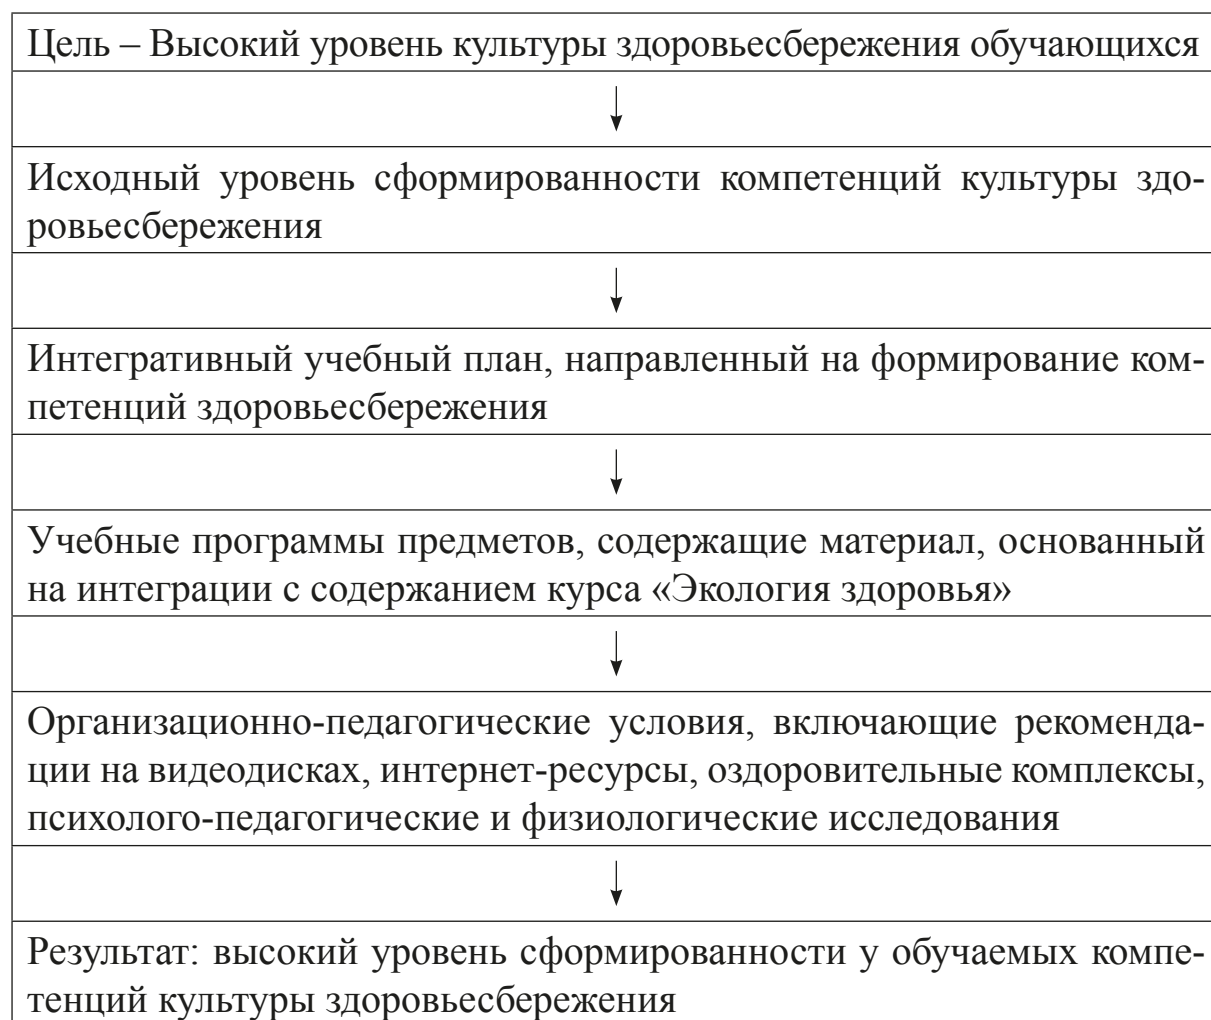 Цель – Высокий уровень культуры здоровьесбережения обучающихся
Исходный уровень сформированности компетенций культуры здо-
ровьесбережения
Интегративный учебный план, направленный на формирование ком-
петенций здоровьесбережения
Учебные программы предметов, содержащие материал, основанный
на интеграции с содержанием курса «Экология здоровья»
Организационно-педагогические условия, включающие рекоменда-
ции на видеодисках, интернет-ресурсы, оздоровительные комплексы,
психолого-педагогические и физиологические исследования
Результат: высокий уровень сформированности у обучаемых компе-
тенций культуры здоровьесбережения